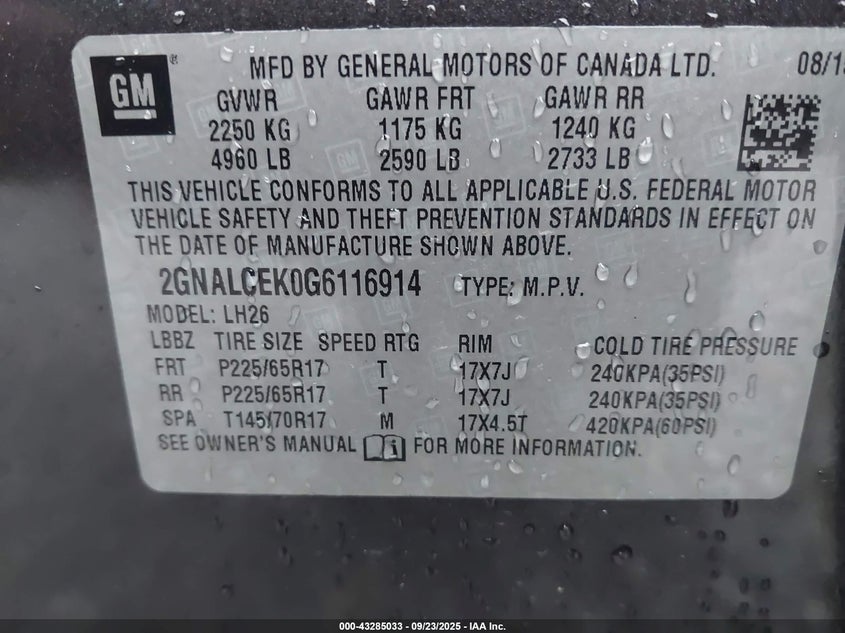 GM
MFD BY GENERAL MOTORS OF CANADA LTD.
GVWR GAWR FRT GAWR RR
2250 KG 1175 KG 1240 KG
4960 LB 2590 LB 2733 LB
THIS VEHICLE CONFORMS TO ALL APPLICABLE U.S. FEDERAL MOTOR
VEHICLE SAFETY AND THEFT PREVENTION STANDARDS IN EFFECT ON
THE DATE OF MANUFACTURE SHOWN ABOVE.
2GNALCEK0G6116914 TYPE: M.P.V.
MODEL: LH26
LBBZ TIRE SIZE SPEED RTG RIM COLD TIRE PRESSURE
FRT P225/65R17 T 17X7J 240KPA(35PSI)
RR P225/65R17 T 17X7J 240KPA(35PSI)
SPA T145/70R17 M 17X4.5T 420KPA(60PSI)
SEE OWNER'S MANUAL FOR MORE INFORMATION.
000-43285033 - 09/23/2025 - IAA Inc.